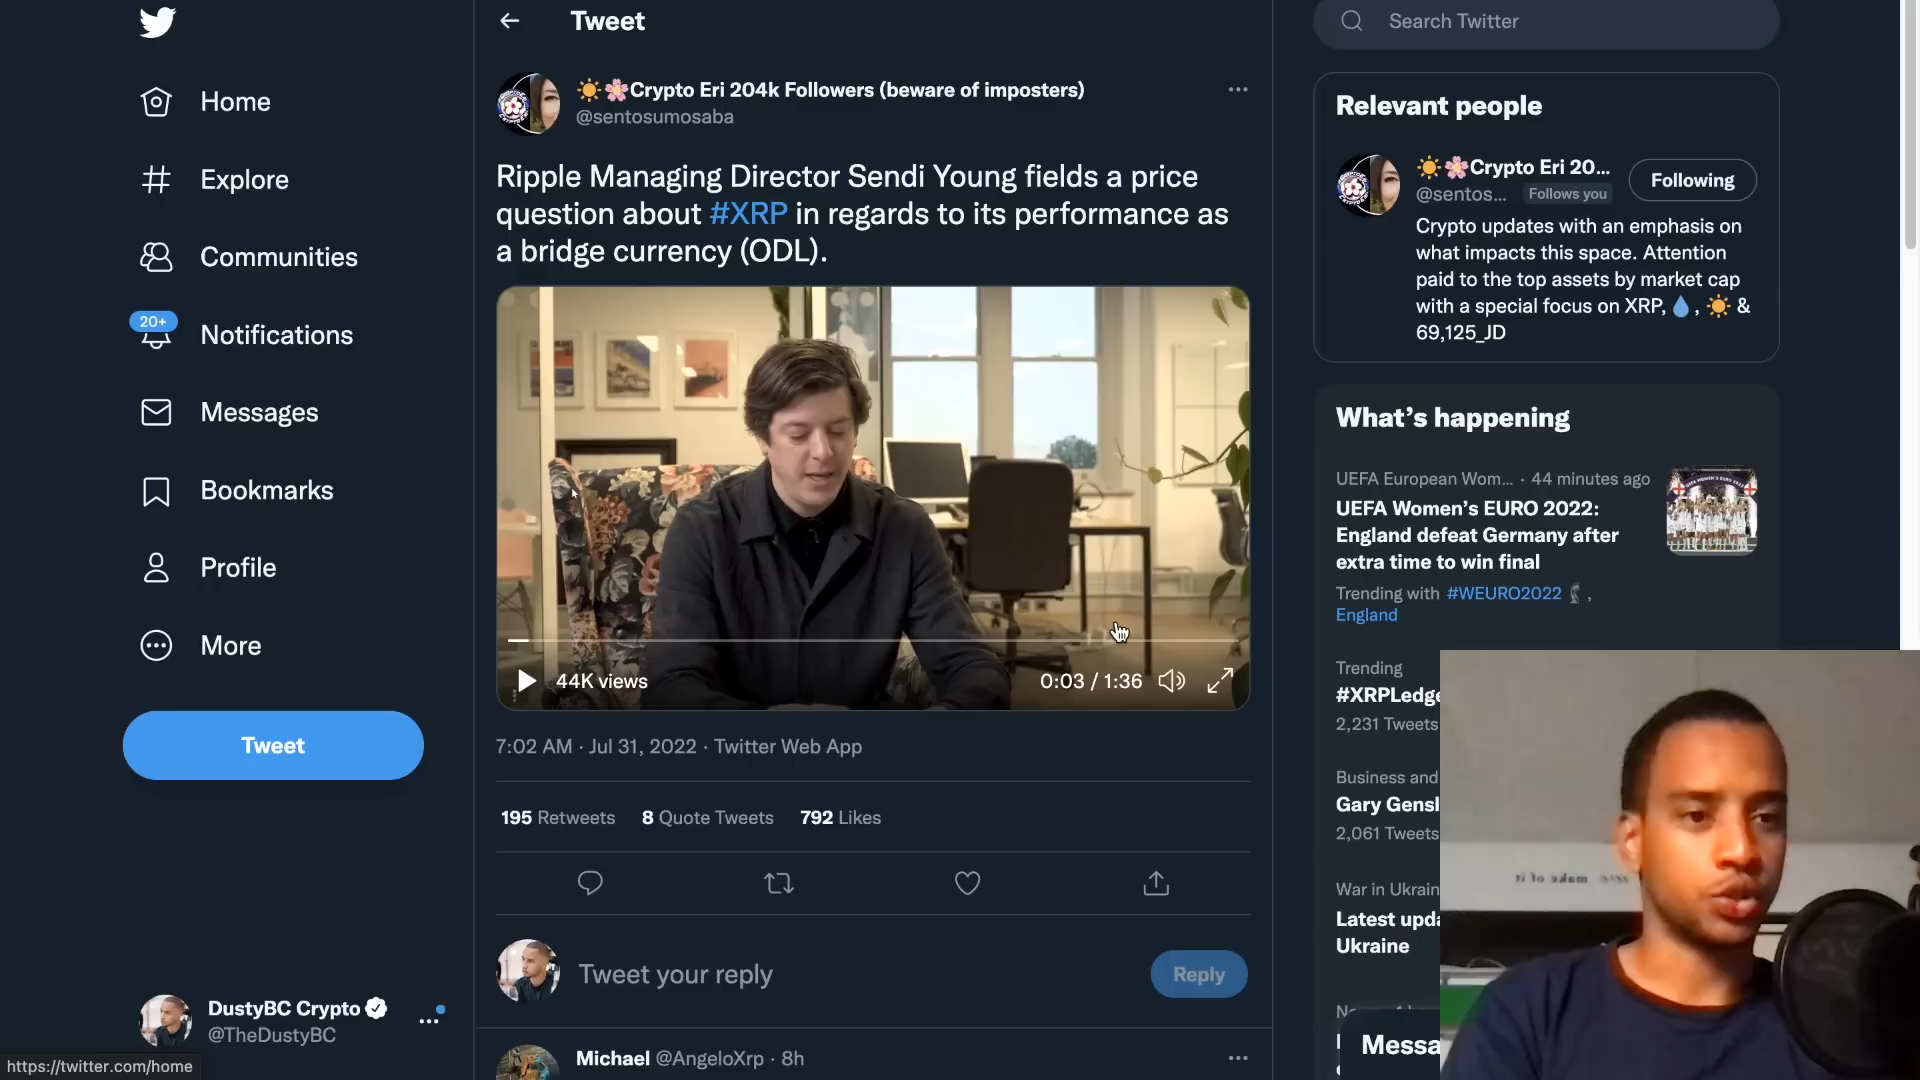 Tweet
Search Twitter
Home
Explore
Communities
20+
Notifications
Messages
Bookmarks
Profile
More
Tweet
DustyBC Crypto
@TheDustyBC
https://twitter.com/home
Crypto Eri 204k Followers (beware of imposters)
@sentosumosaba
Ripple Managing Director Sendi Young fields a price
question about #XRP in regards to its performance as
a bridge currency (ODL).
44K views
0:03 / 1:36
7:02 AM · Jul 31, 2022 · Twitter Web App
195 Retweets 8 Quote Tweets 792 Likes
Tweet your reply
Reply
Michael @AngeloXrp · 8h
Relevant people
Crypto Eri 20...
@sentos... Follows you
Following
Crypto updates with an emphasis on
what impacts this space. Attention
paid to the top assets by market cap
with a special focus on XRP, 💧, ☀️ &
69,125_JD
What's happening
UEFA European Wom... · 44 minutes ago
UEFA Women's EURO 2022:
England defeat Germany after
extra time to win final
Trending with #WEURO2022 ,
England
Trending
#XRPLedge
2,231 Tweets
Business and
Gary Gensl
2,061 Tweets
War in Ukrain
Latest upda
Ukraine
Messa